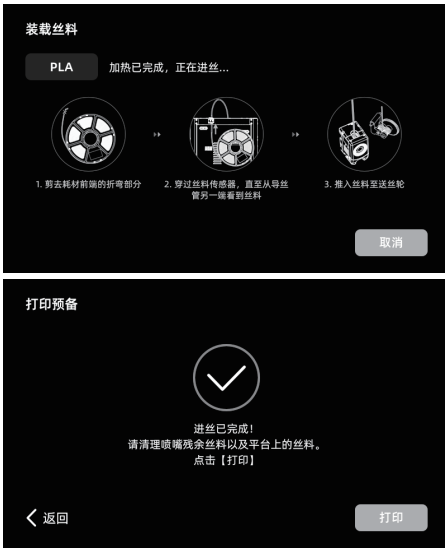 装载丝料
PLA
加热已完成，正在进丝...
1. 剪去耗材前端的折弯部分
2. 穿过丝料传感器，直至从导丝
管另一端看到丝料
3. 推入丝料至送丝轮
取消
打印预备
进丝已完成！
请清理喷嘴残余丝料以及平台上的丝料。
点击【打印】
返回
打印